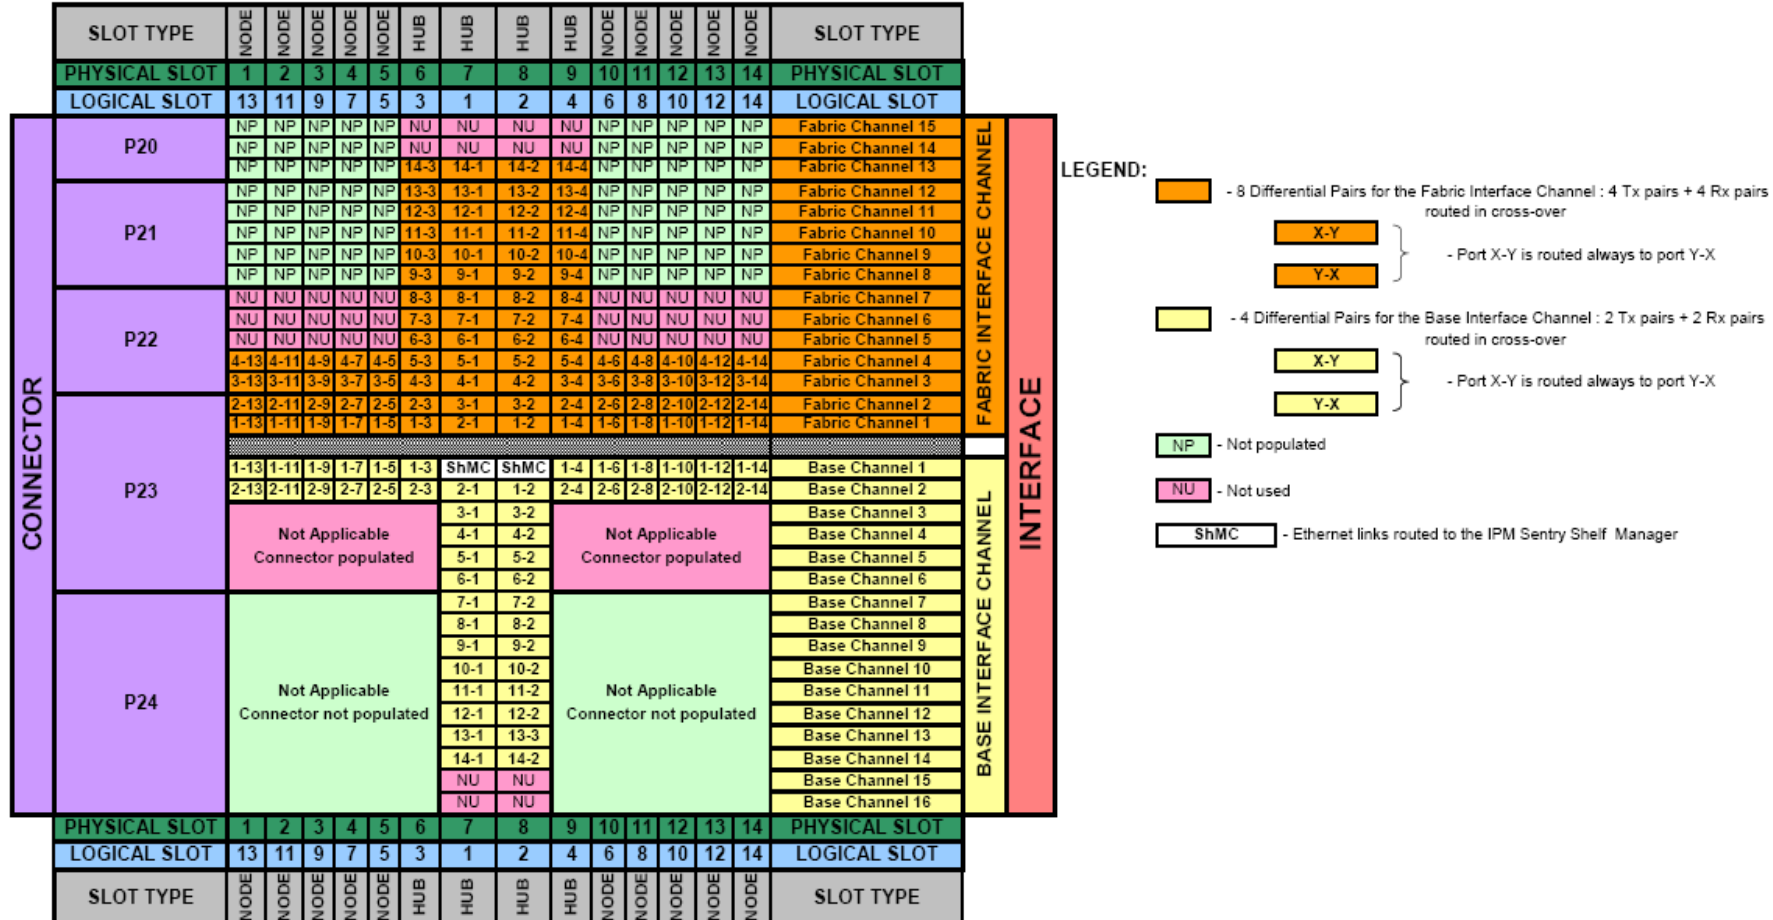 SLOT TYPE NODE NODE NODE NODE NODE HUB HUB HUB HUB NODE NODE NODE NODE NODE SLOT TYPE
PHYSICAL SLOT 1 2 3 4 5 6 7 8 9 10 11 12 13 14 PHYSICAL SLOT
LOGICAL SLOT 13 11 9 7 5 3 1 2 4 6 8 10 12 14 LOGICAL SLOT
CONNECTOR
P20
NP NP NP NP NP NU NU NU NU NP NP NP NP NP Fabric Channel 15
NP NP NP NP NP NU NU NU NU NP NP NP NP NP Fabric Channel 14
NP NP NP NP NP 14-3 14-1 14-2 14-4 NP NP NP NP NP Fabric Channel 13
P21
NP NP NP NP NP 13-3 13-1 13-2 13-4 NP NP NP NP NP Fabric Channel 12
NP NP NP NP NP 12-3 12-1 12-2 12-4 NP NP NP NP NP Fabric Channel 11
NP NP NP NP NP 11-3 11-1 11-2 11-4 NP NP NP NP NP Fabric Channel 10
NP NP NP NP NP 10-3 10-1 10-2 10-4 NP NP NP NP NP Fabric Channel 9
NP NP NP NP NP 9-3 9-1 9-2 9-4 NP NP NP NP NP Fabric Channel 8
P22
NU NU NU NU NU 8-3 8-1 8-2 8-4 NU NU NU NU NU Fabric Channel 7
NU NU NU NU NU 7-3 7-1 7-2 7-4 NU NU NU NU NU Fabric Channel 6
NU NU NU NU NU 6-3 6-1 6-2 6-4 NU NU NU NU NU Fabric Channel 5
4-13 4-11 4-9 4-7 4-5 5-3 5-1 5-2 5-4 4-6 4-8 4-10 4-12 4-14 Fabric Channel 4
3-13 3-11 3-9 3-7 3-5 4-3 4-1 4-2 3-4 3-6 3-8 3-10 3-12 3-14 Fabric Channel 3
P23
2-13 2-11 2-9 2-7 2-5 2-3 3-1 3-2 2-4 2-6 2-8 2-10 2-12 2-14 Fabric Channel 2
1-13 1-11 1-9 1-7 1-5 1-3 2-1 1-2 1-4 1-6 1-8 1-10 1-12 1-14 Fabric Channel 1
1-13 1-11 1-9 1-7 1-5 1-3 ShMC ShMC 1-4 1-6 1-8 1-10 1-12 1-14 Base Channel 1
2-13 2-11 2-9 2-7 2-5 2-3 2-1 1-2 2-4 2-6 2-8 2-10 2-12 2-14 Base Channel 2
3-1 3-2 Base Channel 3
Not Applicable 4-1 4-2 Not Applicable Base Channel 4
Connector populated 5-1 5-2 Connector populated Base Channel 5
6-1 6-2 Base Channel 6
P24
7-1 7-2 Base Channel 7
8-1 8-2 Base Channel 8
9-1 9-2 Base Channel 9
10-1 10-2 Base Channel 10
Not Applicable 11-1 11-2 Not Applicable Base Channel 11
Connector not populated 12-1 12-2 Connector not populated Base Channel 12
13-1 13-3 Base Channel 13
14-1 14-2 Base Channel 14
NU NU Base Channel 15
NU NU Base Channel 16
FABRIC INTERFACE CHANNEL
BASE INTERFACE CHANNEL
INTERFACE
PHYSICAL SLOT 1 2 3 4 5 6 7 8 9 10 11 12 13 14 PHYSICAL SLOT
LOGICAL SLOT 13 11 9 7 5 3 1 2 4 6 8 10 12 14 LOGICAL SLOT
SLOT TYPE NODE NODE NODE NODE NODE HUB HUB HUB HUB NODE NODE NODE NODE NODE SLOT TYPE
LEGEND:
- 8 Differential Pairs for the Fabric Interface Channel : 4 Tx pairs + 4 Rx pairs
routed in cross-over
X-Y
- Port X-Y is routed always to port Y-X
Y-X
- 4 Differential Pairs for the Base Interface Channel : 2 Tx pairs + 2 Rx pairs
routed in cross-over
X-Y
- Port X-Y is routed always to port Y-X
Y-X
NP - Not populated
NU - Not used
ShMC - Ethernet links routed to the IPM Sentry Shelf Manager